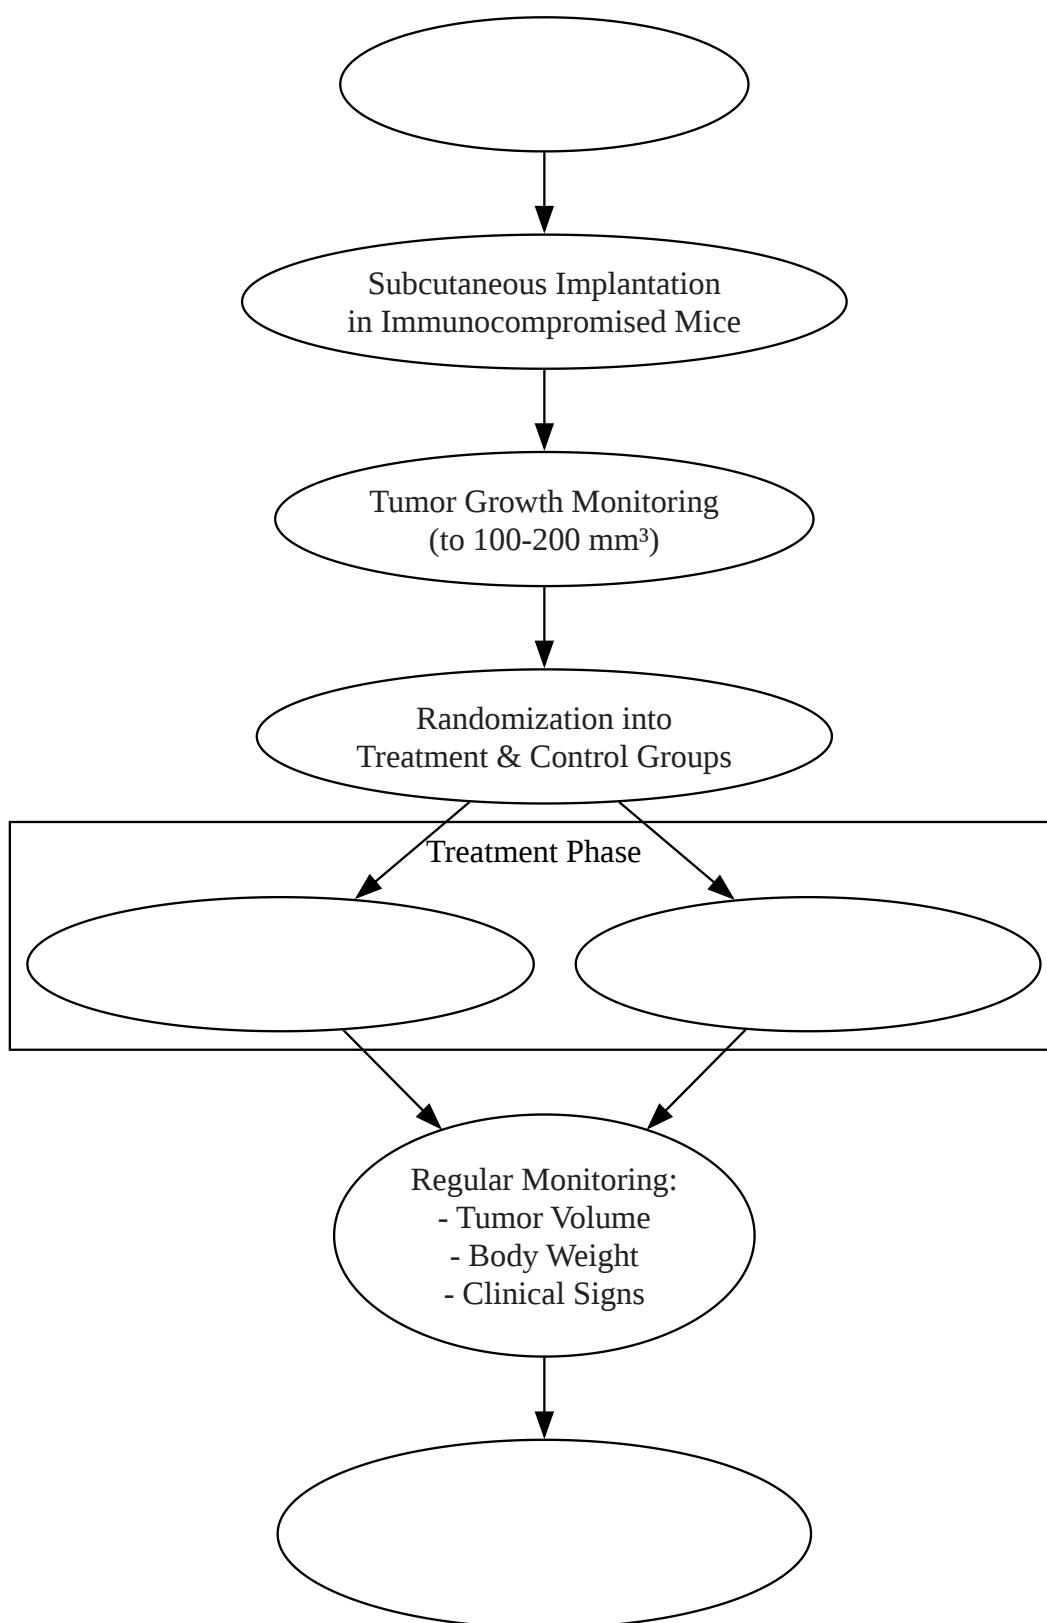 Subcutaneous Implantation
in Immunocompromised Mice
Tumor Growth Monitoring
(to 100-200 mm³)
Randomization into
Treatment & Control Groups
Treatment Phase
Regular Monitoring:
- Tumor Volume
- Body Weight
- Clinical Signs